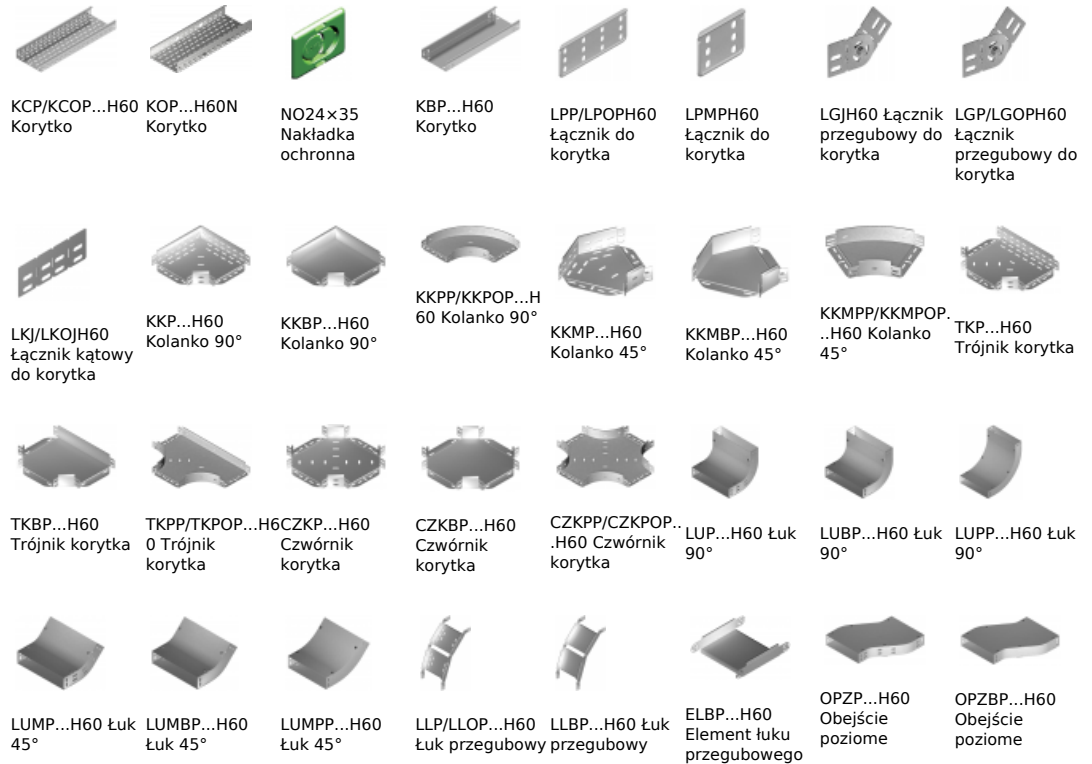 KCP/KCOP...H60
Korytko
KOP...H60N
Korytko
NO24×35
Nakładka
ochronna
KBP...H60
Korytko
LPP/LPOPH60
Łącznik do
korytka
LPMPH60
Łącznik do
korytka
LGJH60 Łącznik
przegubowy do
korytka
LGP/LGOPH60
Łącznik
przegubowy do
korytka
LKJ/LKOJH60
Łącznik kątowy
do korytka
KKP...H60
Kolanko 90°
KKBP...H60
Kolanko 90°
KKPP/KKPOP...H
60 Kolanko 90°
KKMP...H60
Kolanko 45°
KKMBP...H60
Kolanko 45°
KKMPP/KKMPOP.
..H60 Kolanko
45°
TKP...H60
Trójnik korytka
TKBP...H60
Trójnik korytka
TKPP/TKPOP...H6
0 Trójnik
korytka
CZKP...H60
Czwórnik
korytka
CZKBP...H60
Czwórnik
korytka
CZKPP/CZKPOP..
.H60 Czwórnik
korytka
LUP...H60 Łuk
90°
LUBP...H60 Łuk
90°
LUPP...H60 Łuk
90°
LUMP...H60 Łuk
45°
LUMBP...H60
Łuk 45°
LUMPP...H60
Łuk 45°
LLP/LLOP...H60
Łuk przegubowy
LLBP...H60 Łuk
przegubowy
ELBP...H60
Element łuku
przegubowego
OPZP...H60
Obejście
poziome
OPZBP...H60
Obejście
poziome